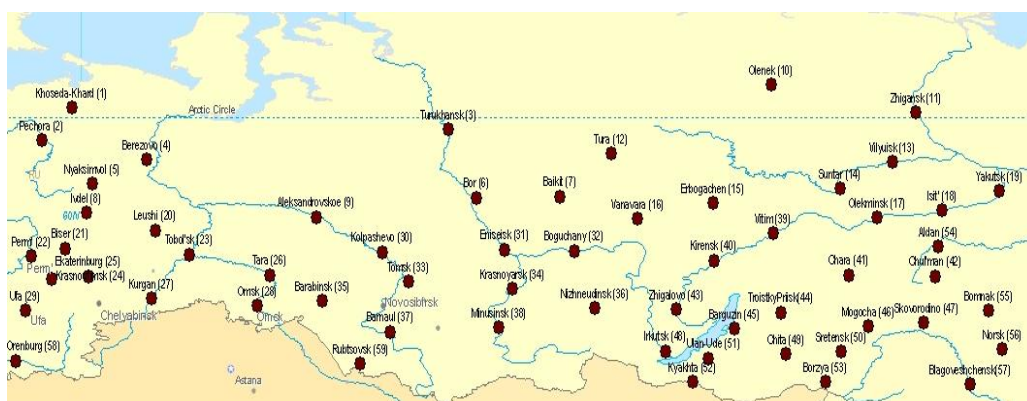 Olenek (10)
Khoseda-Khard (1)
Zhigansk (11)
Arctic Circle
Turukhansk (3)
Pechora (2)
Tura (12)
Berezovo (4)
Vilyuisk (13)
Nyaksimvol (5)
Suntar (14)
Yakutsk (19)
Bor (6)
Baikit (7)
Erbogachen (15)
Ivdel (8)
Isit' (18)
Aleksandrovskoe (9)
Vanavara (16)
Olekminsk (17)
Leushi (20)
Vitim (39)
Biser (21)
Eniseisk (31)
Boguchany (32)
Aldan (54)
Perm' (22)
Tobol'sk (23)
Kolpashevo (30)
Kirensk (40)
Ekaterinburg (25)
Perm'
Tara (26)
Tomsk (33)
Chara (41)
Chul'man (42)
Krasnoufimsk (24)
Krasnoyarsk (34)
Kurgan (27)
Omsk (28)
Barabinsk (35)
Nizhneudinsk (36)
Zhigalovo (43)
TroistkyPriisk (44)
Bomnak (55)
Ufa (29)
Novosibirsk
Ufa
Chelyabinsk
Omsk
Barnaul (37)
Minusinsk (38)
Barguzin (45)
Mogocha (46)
Skovorodino (47)
Orenburg (58)
Irkutsk (48)
Ulan-Ude (51)
Chita (49)
Sretensk (50)
Norsk (56)
Rubtsovsk (59)
Kyakhta (52)
Borzya (53)
Blagoveshchensk(57)
Astana